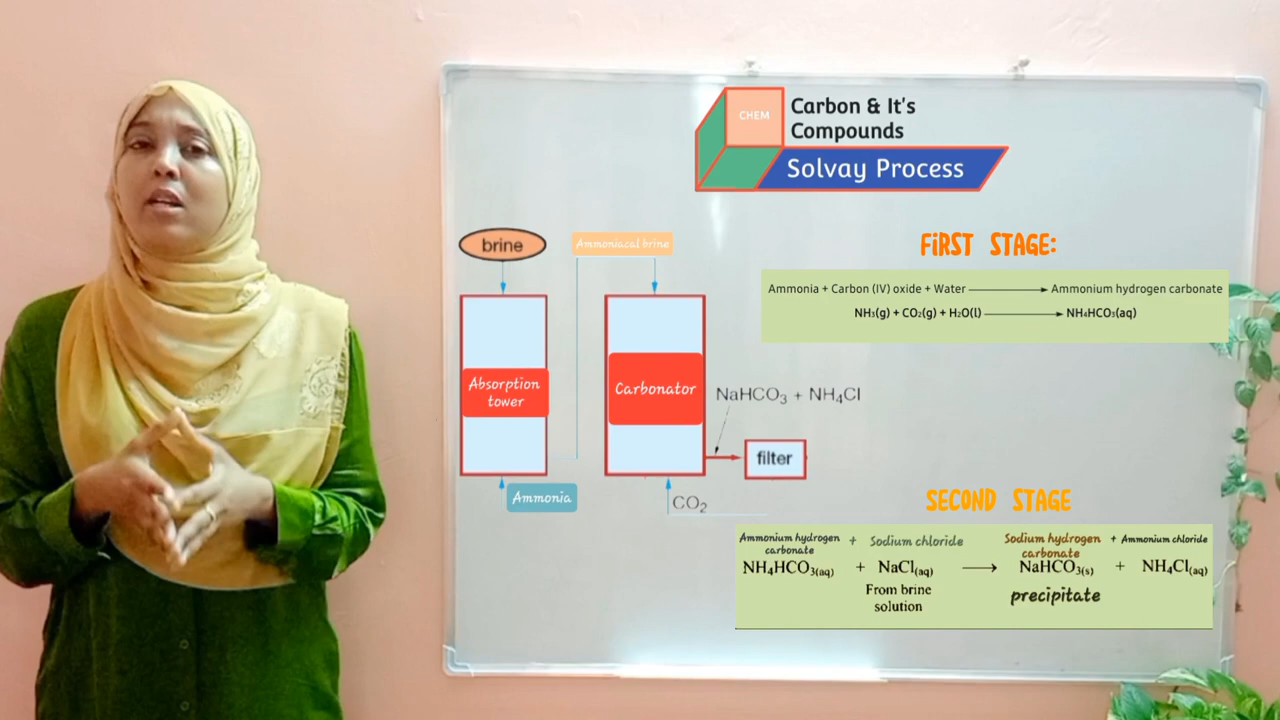 CHEM
Carbon & It's
Compounds
Solvay Process
brine
Ammoniacal brine
Absorption
tower
Carbonator
NaHCO₃ + NH₄Cl
filter
Ammonia
CO₂
FIRST STAGE:
Ammonia + Carbon (IV) oxide + Water ⟶ Ammonium hydrogen carbonate
NH₃(g) + CO₂(g) + H₂O(l) ⟶ NH₄HCO₃(aq)
SECOND STAGE
Ammonium hydrogen + Sodium chloride Sodium hydrogen + Ammonium chloride
carbonate carbonate
NH₄HCO₃(aq) + NaCl(aq) ⟶ NaHCO₃(s) + NH₄Cl(aq)
From brine precipitate
solution